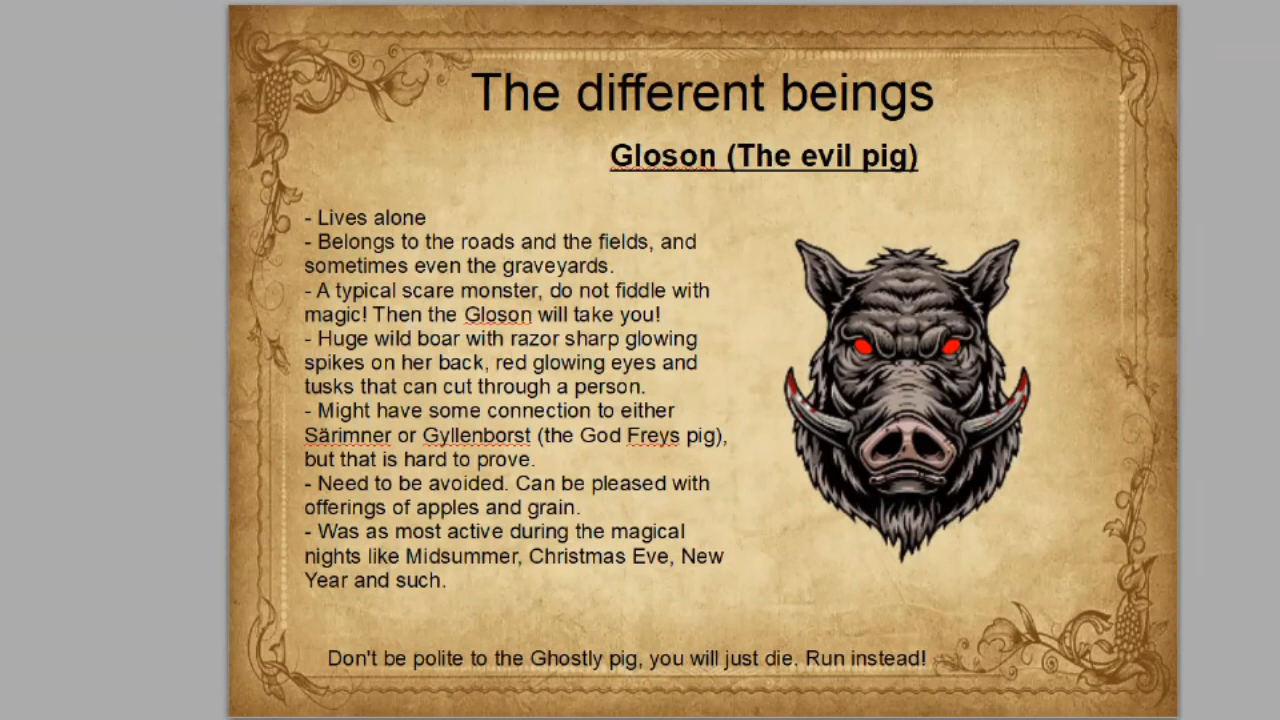 The different beings
Gloson (The evil pig)
- Lives alone
- Belongs to the roads and the fields, and
sometimes even the graveyards.
- A typical scare monster, do not fiddle with
magic! Then the Gloson will take you!
- Huge wild boar with razor sharp glowing
spikes on her back, red glowing eyes and
tusks that can cut through a person.
- Might have some connection to either
Särimner or Gyllenborst (the God Freys pig),
but that is hard to prove.
- Need to be avoided. Can be pleased with
offerings of apples and grain.
- Was as most active during the magical
nights like Midsummer, Christmas Eve, New
Year and such.
Don't be polite to the Ghostly pig, you will just die. Run instead!